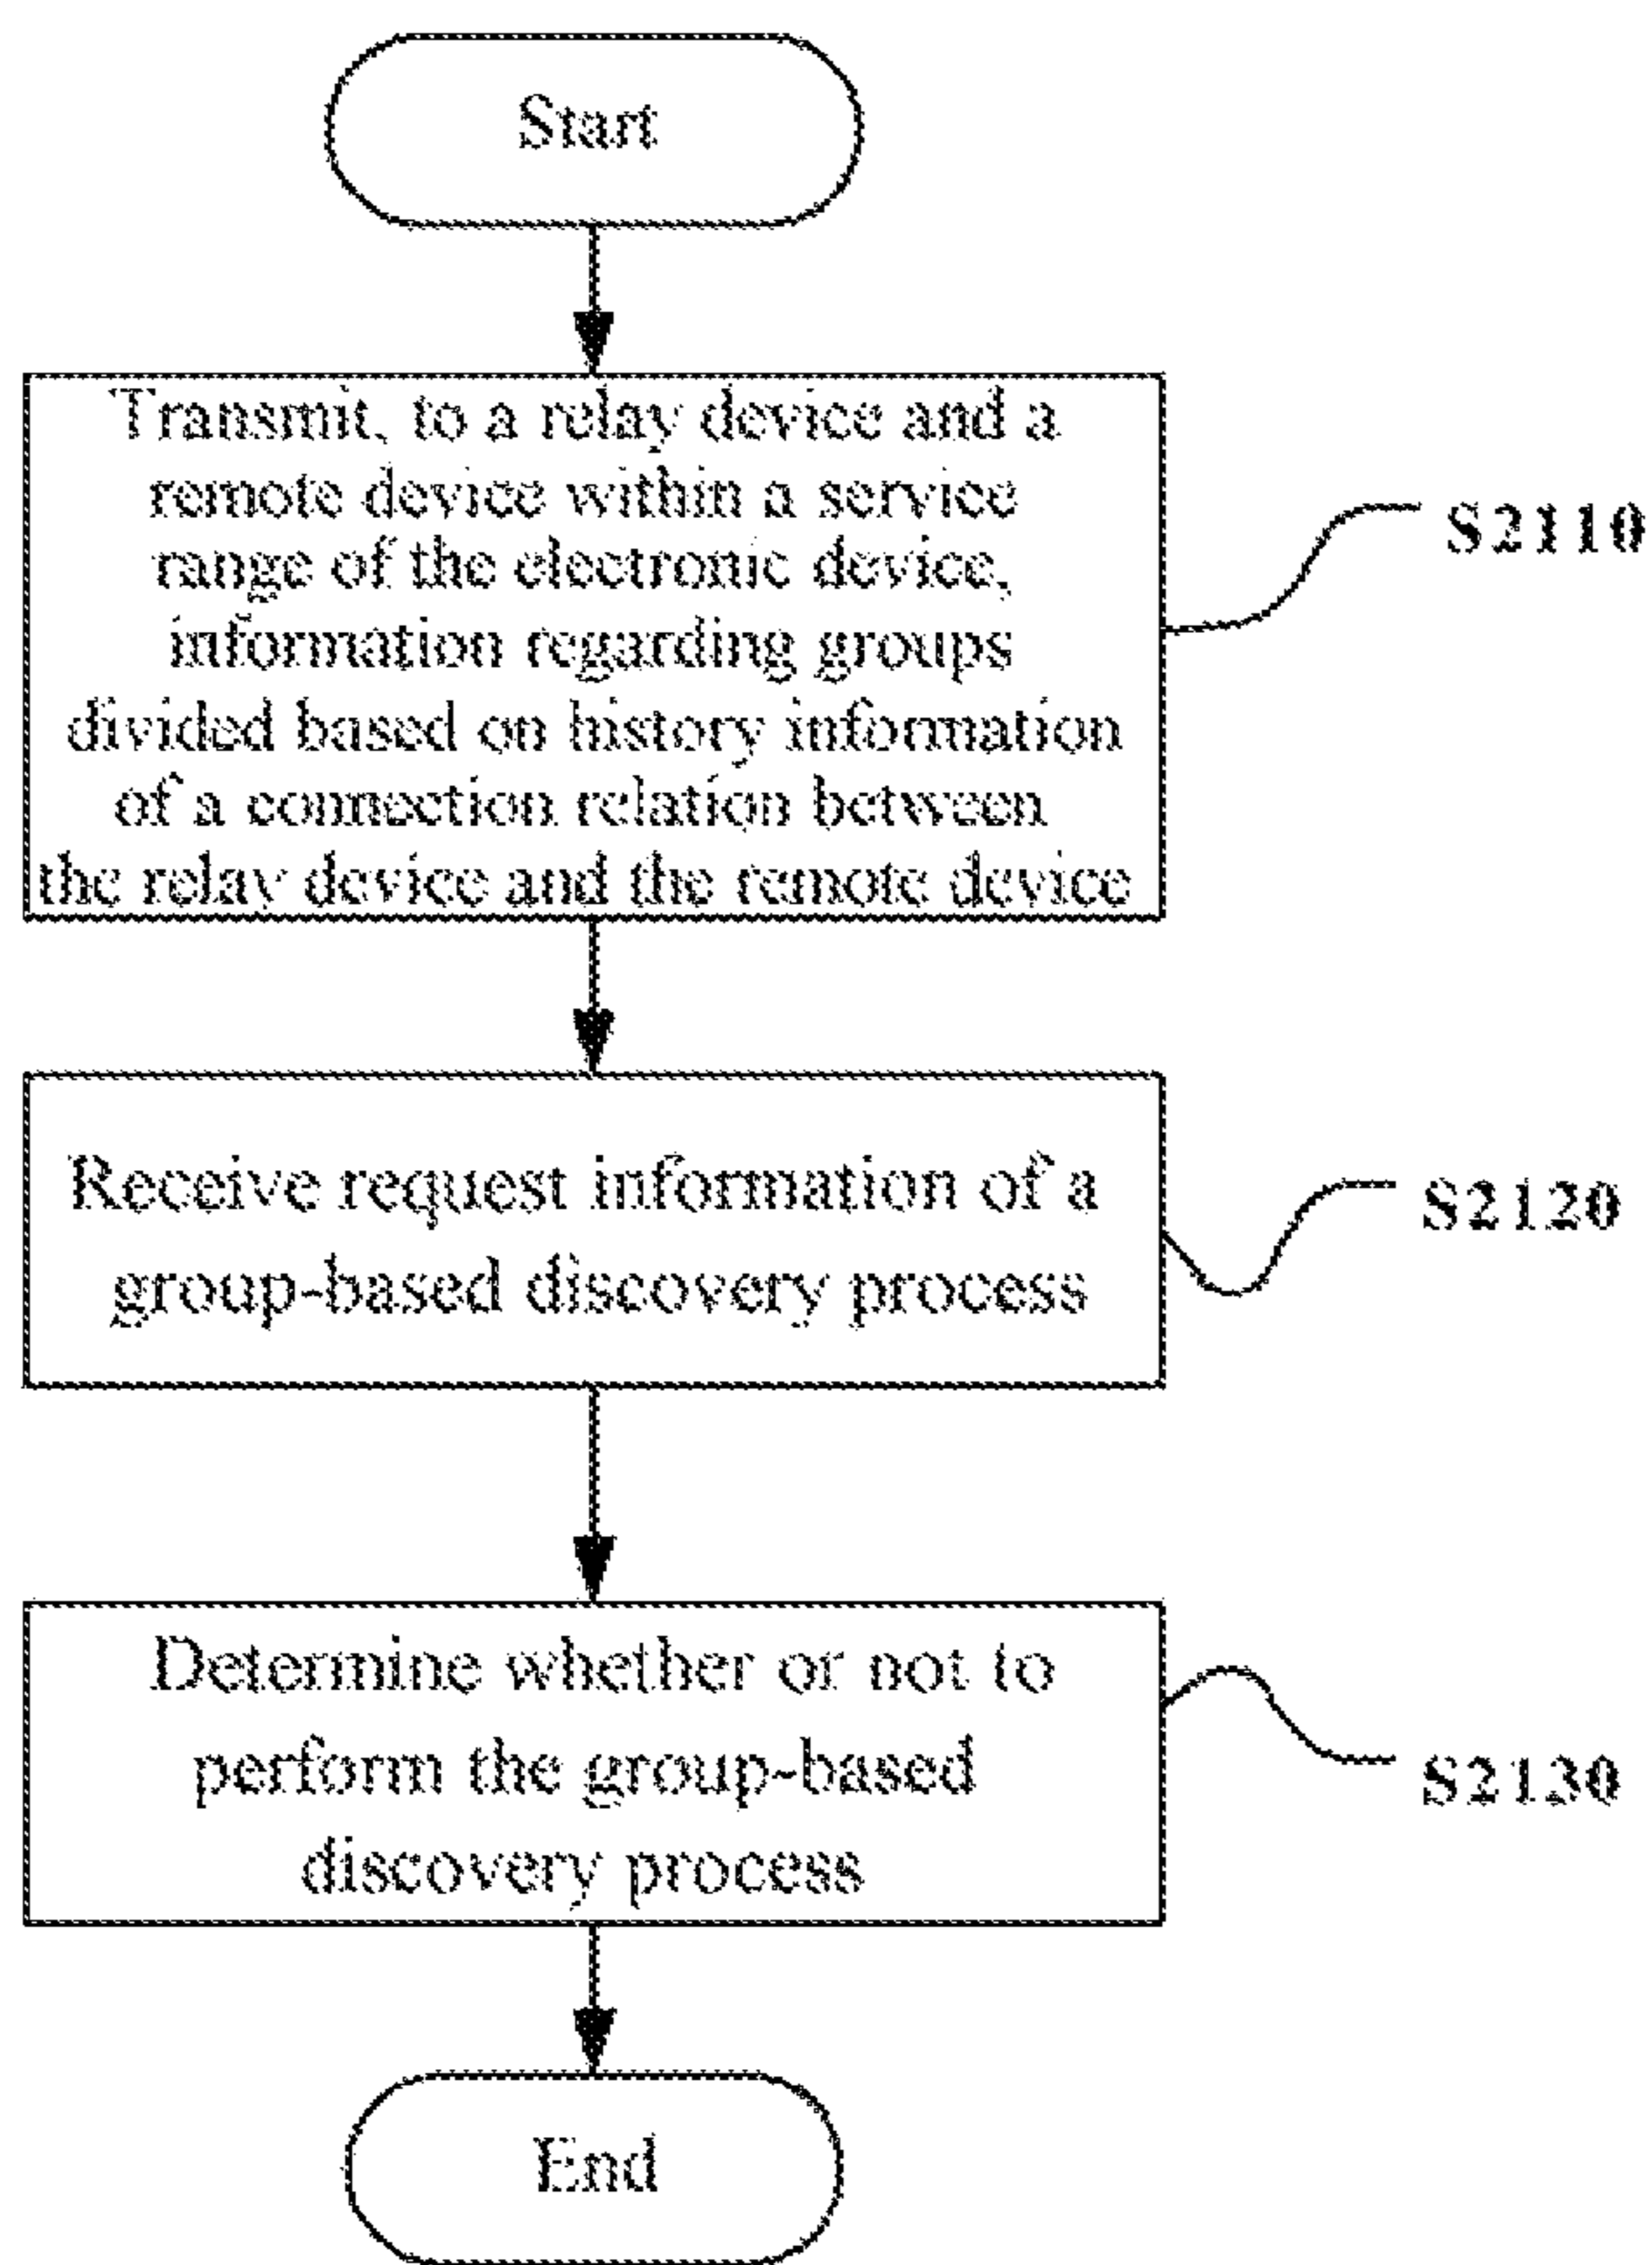 Start
Transmit, to a relay device and a
remote device within a service
range of the electronic device,
information regarding groups
divided based on history information
of a connection relation between
the relay device and the remote device
S2110
Receive request information of a
group-based discovery process
S2120
Determine whether or not to
perform the group-based
discovery process
S2130
End